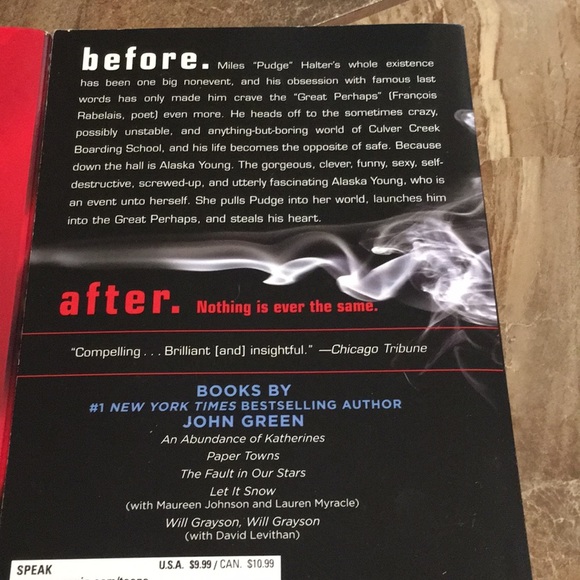 before. Miles "Pudge" Halter's whole existence
has been one big nonevent, and his obsession with famous last
words has only made him crave the "Great Perhaps" (François
Rabelais, poet) even more. He heads off to the sometimes crazy,
possibly unstable, and anything-but-boring world of Culver Creek
Boarding School, and his life becomes the opposite of safe. Because
down the hall is Alaska Young. The gorgeous, clever, funny, sexy, self-
destructive, screwed-up, and utterly fascinating Alaska Young, who is
an event unto herself. She pulls Pudge into her world, launches him
into the Great Perhaps, and steals his heart.
after. Nothing is ever the same.
"Compelling . . . Brilliant [and] insightful." —Chicago Tribune
BOOKS BY
#1 NEW YORK TIMES BESTSELLING AUTHOR
JOHN GREEN
An Abundance of Katherines
Paper Towns
The Fault in Our Stars
Let It Snow
(with Maureen Johnson and Lauren Myracle)
Will Grayson, Will Grayson
(with David Levithan)
SPEAK U.S.A. $9.99 / CAN. $10.99